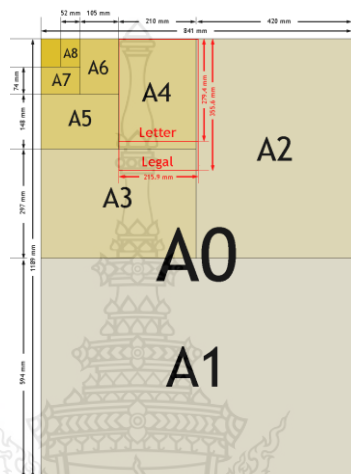 52 mm 105 mm 210 mm 420 mm
841 mm
A8
A7
A6
A5
A4
A3
A2
A0
A1
Letter
Legal
215.9 mm
279.4 mm
355.6 mm
74 mm
148 mm
297 mm
594 mm
1189 mm